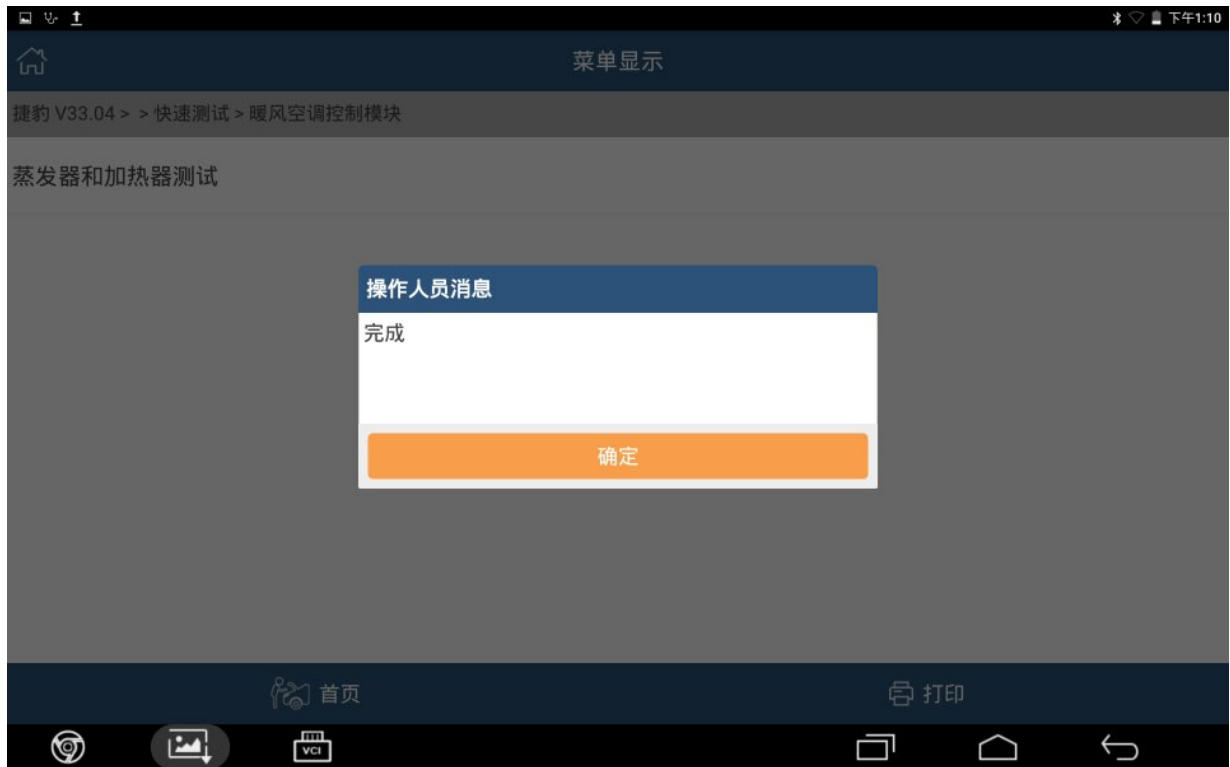 下午1:10
菜单显示
捷豹 V33.04 > > 快速测试 > 暖风空调控制模块
蒸发器和加热器测试
操作人员消息
完成
确定
首页
打印
VCI